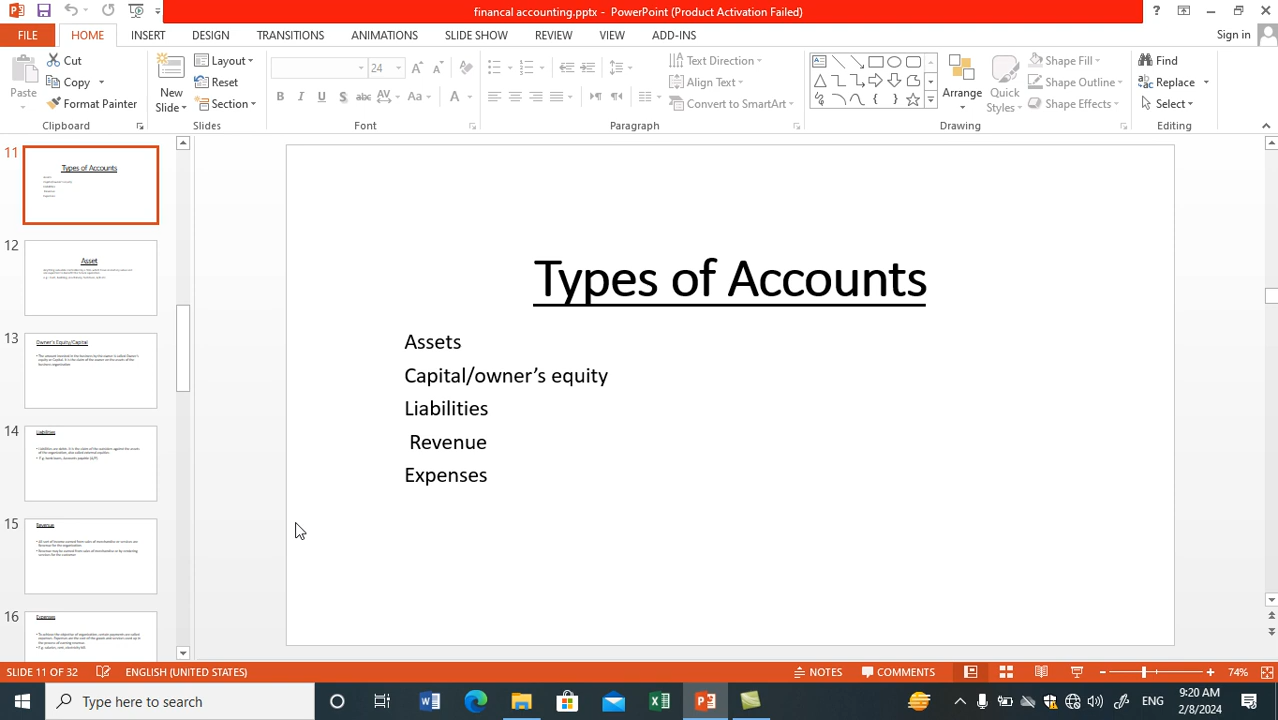 financal accounting.pptx - PowerPoint (Product Activation Failed)
?
FILE HOME INSERT DESIGN TRANSITIONS ANIMATIONS SLIDE SHOW REVIEW VIEW ADD-INS Sign in
Paste
Cut
Copy
Format Painter
Clipboard
New
Slide
Layout
Reset
Section
Slides
24
B I U S abc AV Aa A
Font
Text Direction
Align Text
Convert to SmartArt
Paragraph
Arrange
Quick
Styles
Shape Fill
Shape Outline
Shape Effects
Drawing
Find
Replace
Select
Editing
11
Types of Accounts
12
Asset
13
Owner's Equity/Capital
14
Liabilities
15
Revenue
16
Expenses
Types of Accounts
Assets
Capital/owner’s equity
Liabilities
Revenue
Expenses
SLIDE 11 OF 32 ENGLISH (UNITED STATES) NOTES COMMENTS 74%
Type here to search
ENG
9:20 AM
2/8/2024